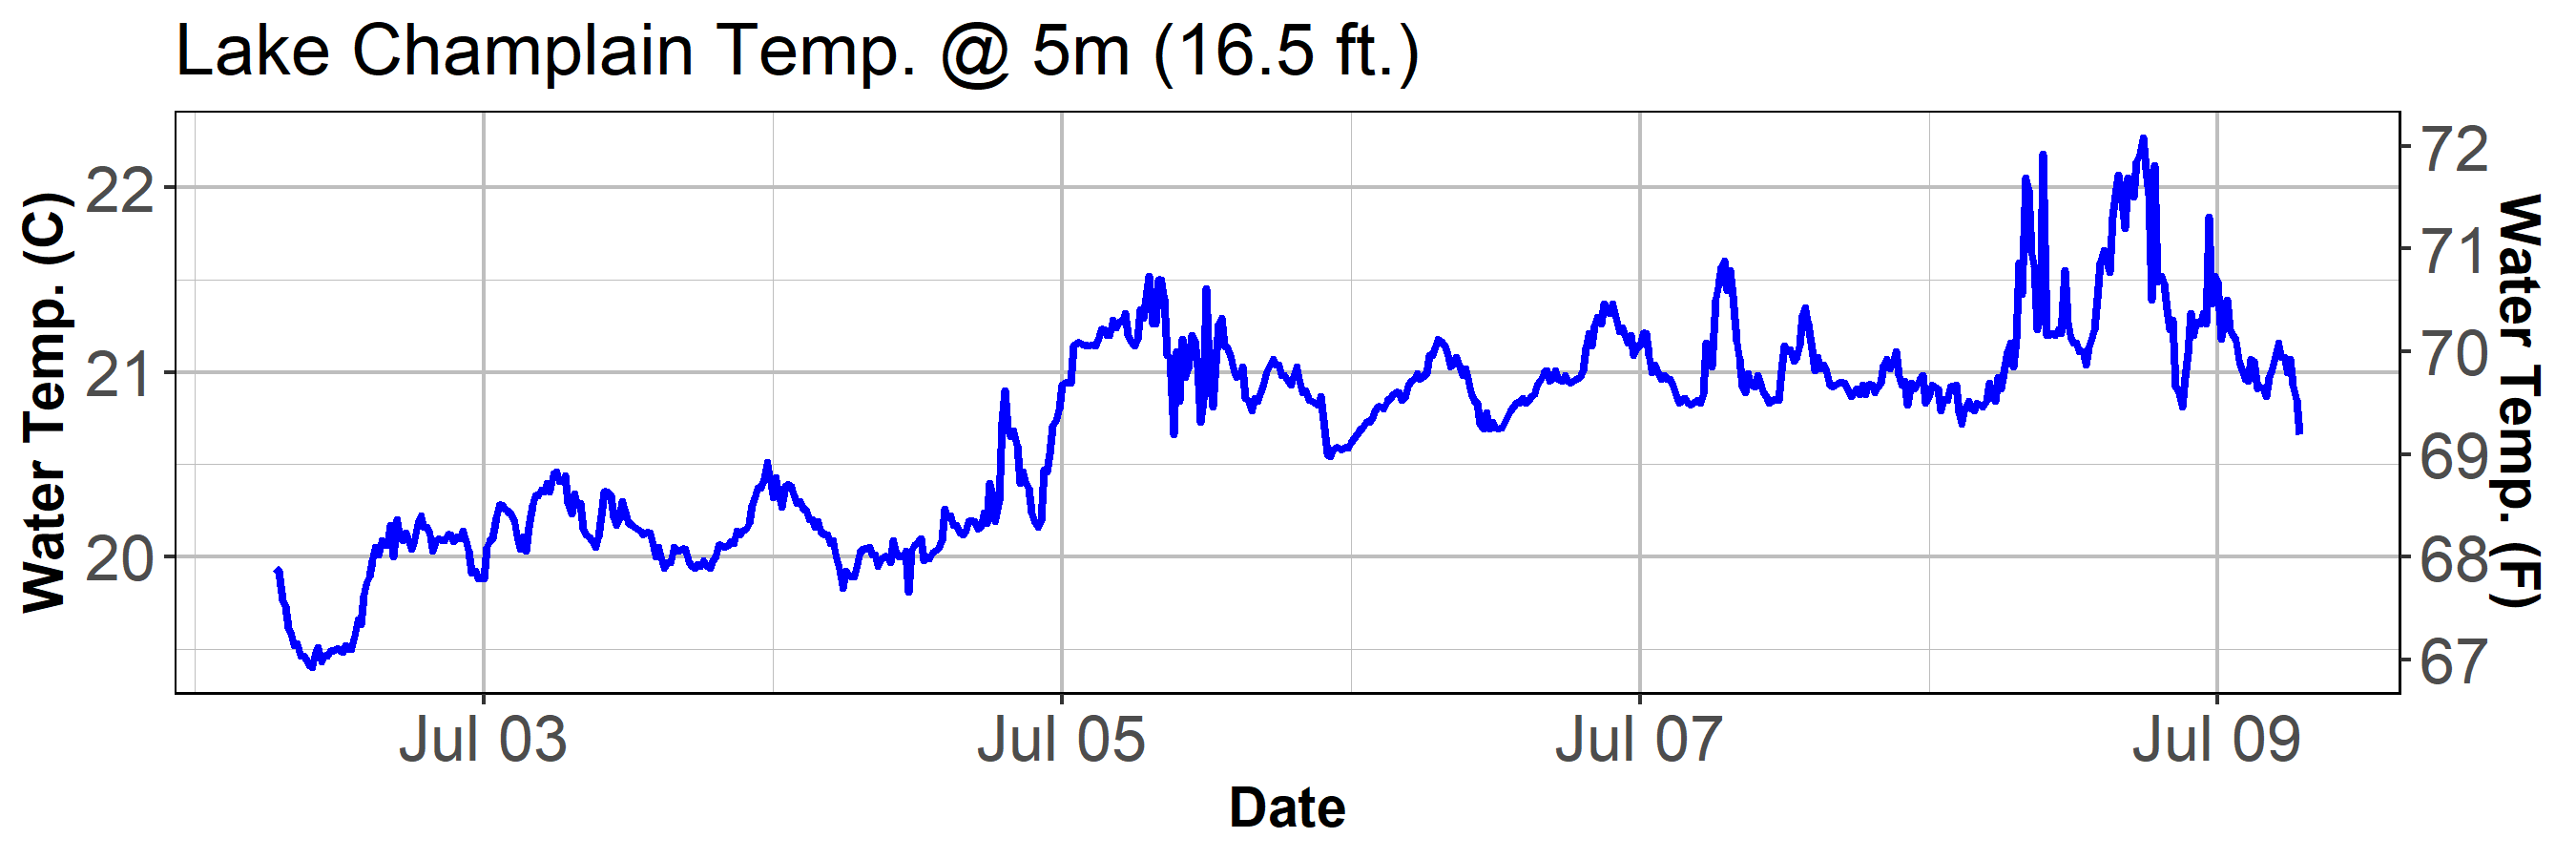 Lake Champlain Temp. @ 5m (16.5 ft.)
Water Temp. (C)
22
21
20
72
71
70
69
68
67
Water Temp. (F)
Jul 03
Jul 05
Jul 07
Jul 09
Date